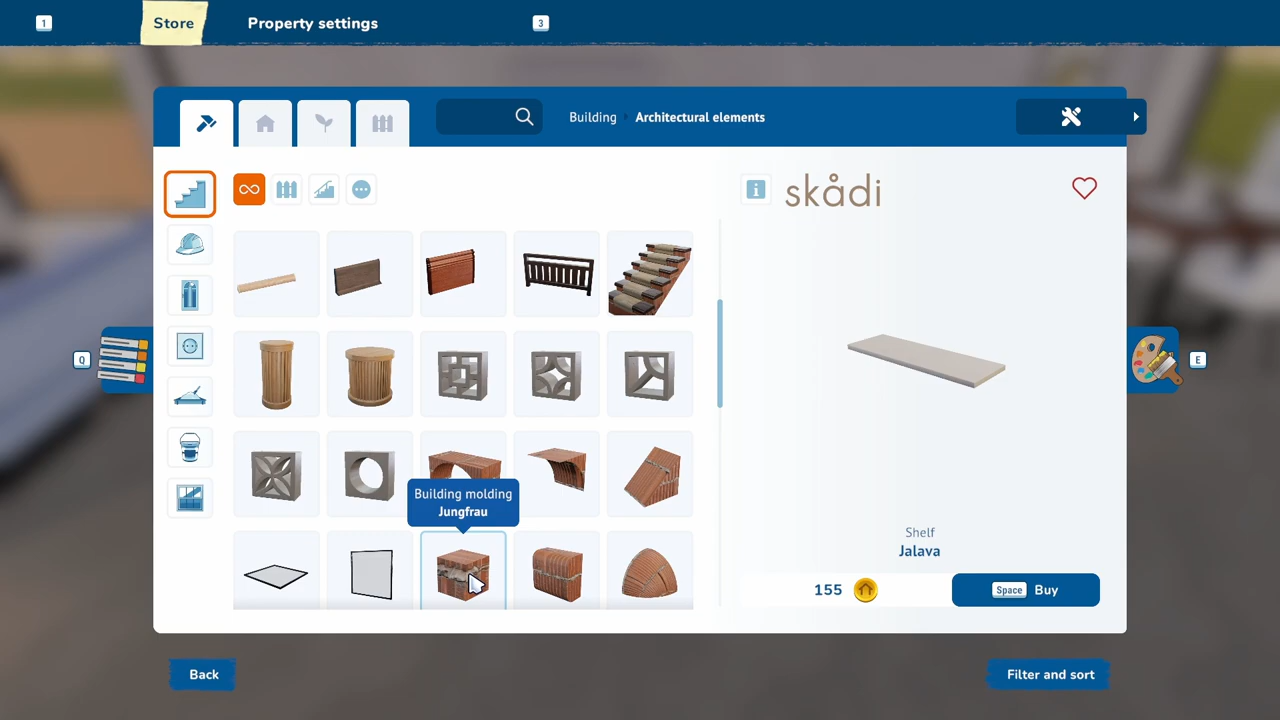 1
Store
Property settings
3
Building
Architectural elements
skådi
Q
E
Building molding
Jungfrau
Shelf
Jalava
155
Space Buy
Back
Filter and sort